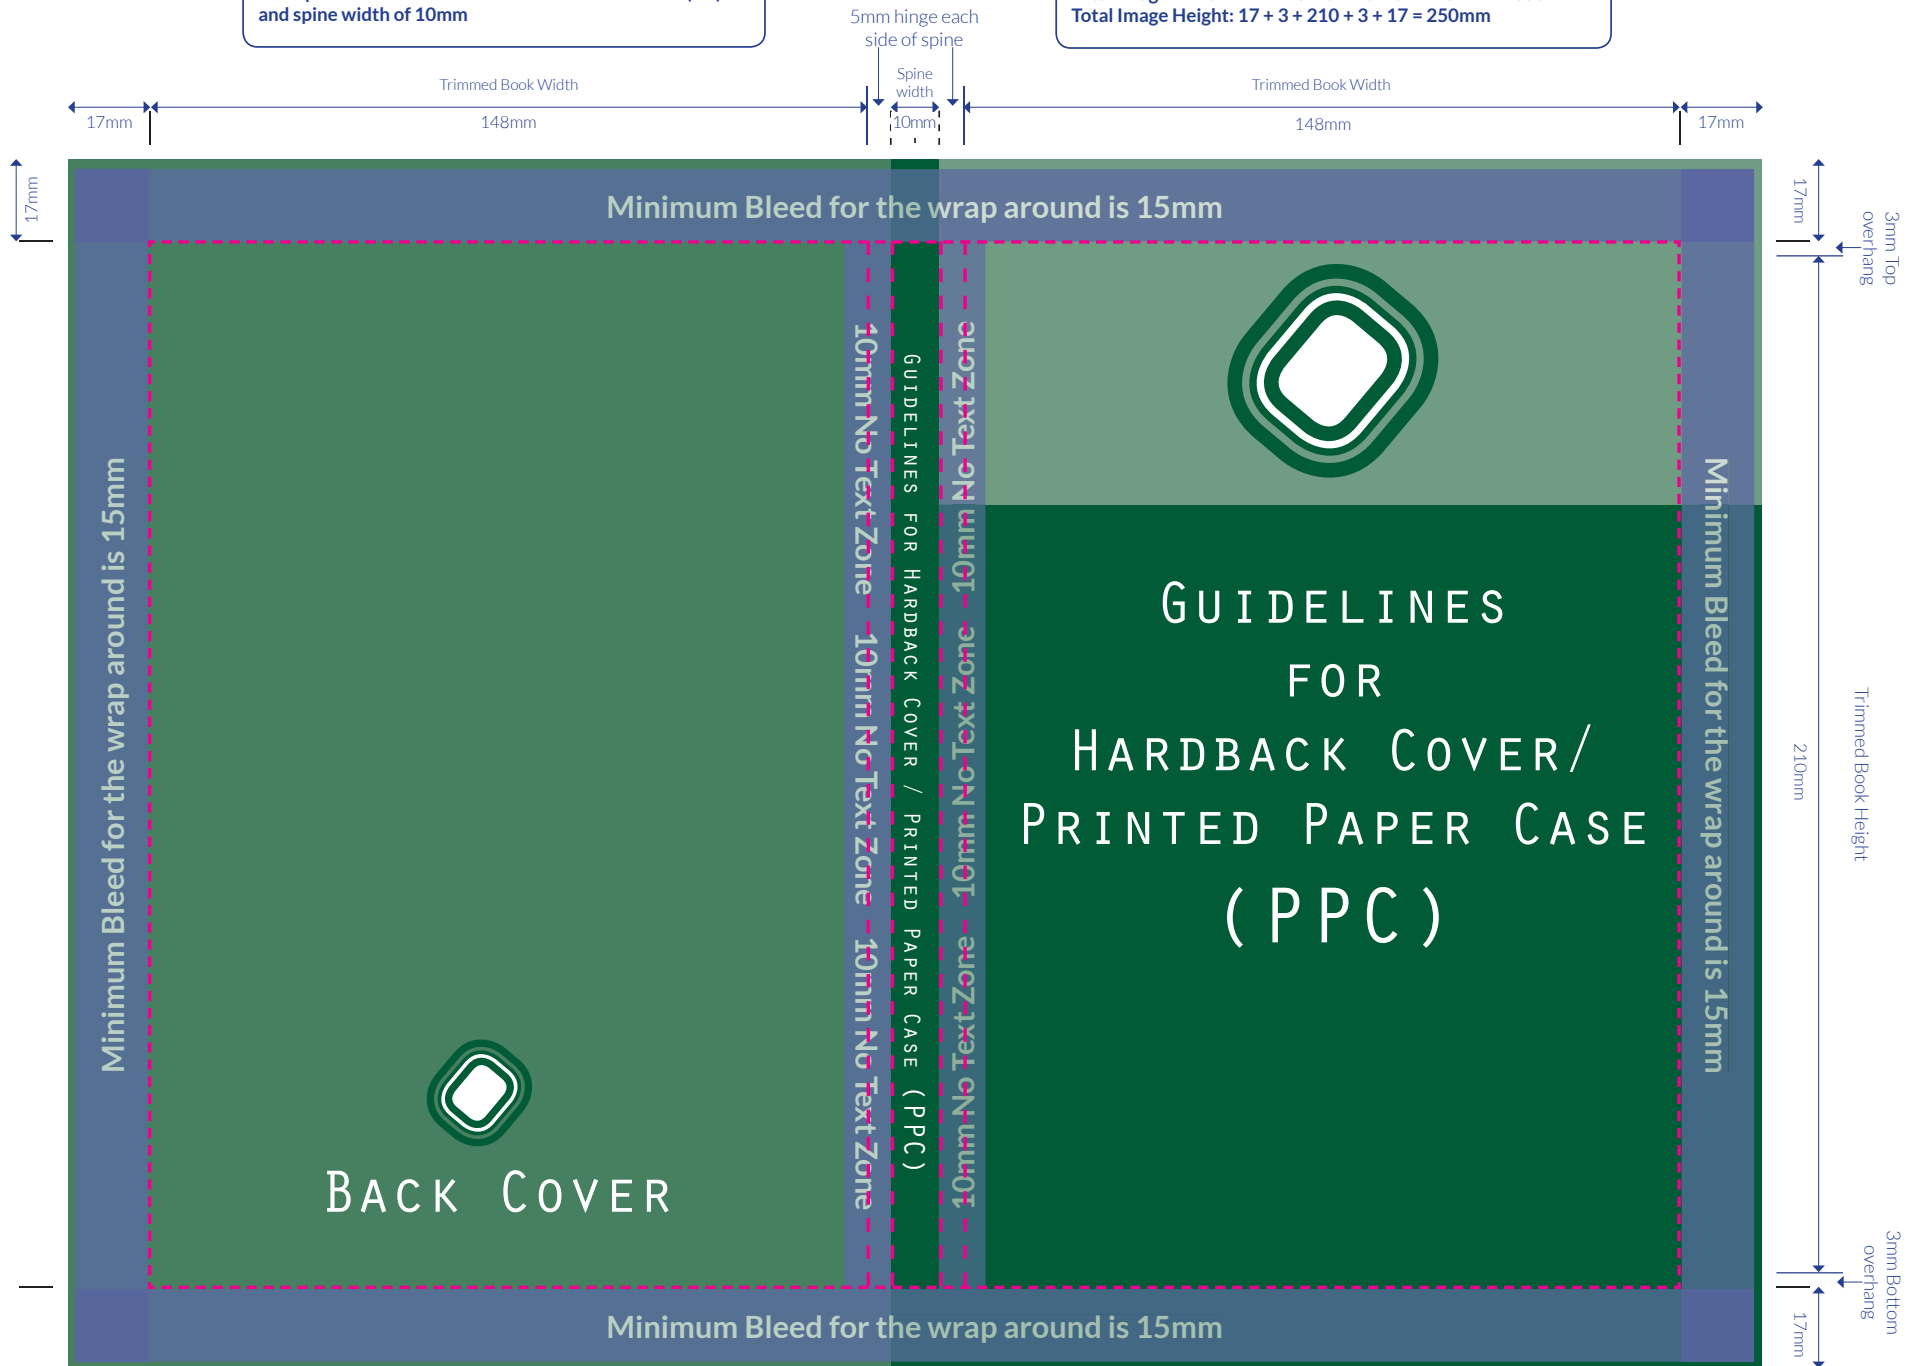 and spine width of 10mm
5mm hinge each
side of spine
Total Image Height: 17 + 3 + 210 + 3 + 17 = 250mm
Trimmed Book Width
Spine
width
Trimmed Book Width
17mm
148mm
10mm
148mm
17mm
17mm
Minimum Bleed for the wrap around is 15mm
17mm
3mm Top
overhang
Minimum Bleed for the wrap around is 15mm
10mm No Text Zone 10mm No Text Zone 10mm No Text Zone
Guidelines for Hardback Cover / Printed Paper Case (PPC)
10mm No Text Zone 10mm No Text Zone 10mm No Text Zone
Guidelines
for
Hardback Cover/
Printed Paper Case
(PPC)
Minimum Bleed for the wrap around is 15mm
210mm
Trimmed Book Height
Back Cover
3mm Bottom
overhang
17mm
Minimum Bleed for the wrap around is 15mm